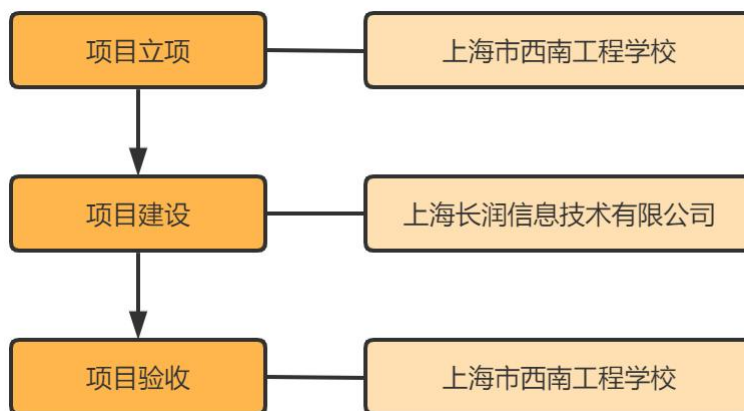 项目立项
上海市西南工程学校
项目建设
上海长润信息技术有限公司
项目验收
上海市西南工程学校